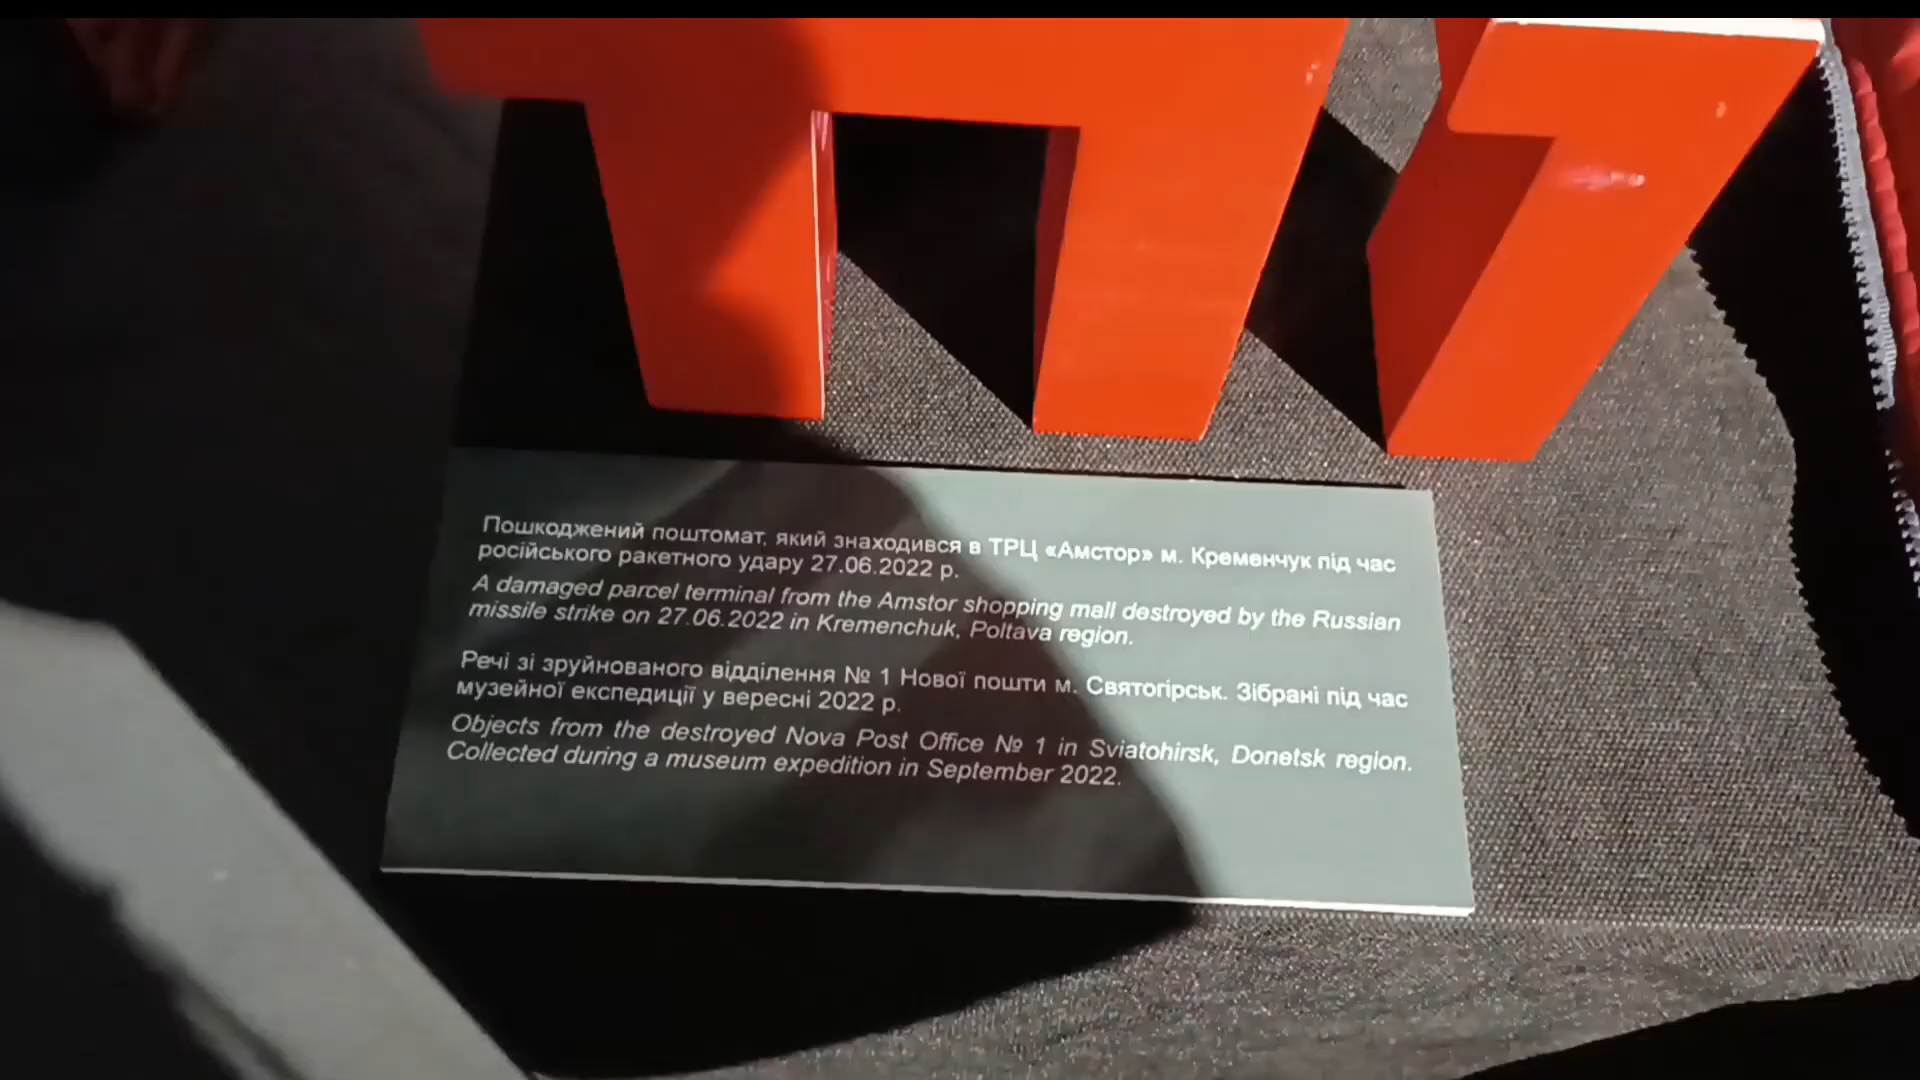 Пошкоджений поштомат, який знаходився в ТРЦ «Амстор» м. Кременчук під час
російського ракетного удару 27.06.2022 р.
A damaged parcel terminal from the Amstor shopping mall destroyed by the Russian
missile strike on 27.06.2022 in Kremenchuk, Poltava region.
Речі зі зруйнованого відділення № 1 Нової пошти м. Святогірськ. Зібрані під час
музейної експедиції у вересні 2022 р.
Objects from the destroyed Nova Post Office № 1 in Sviatohirsk, Donetsk region.
Collected during a museum expedition in September 2022.